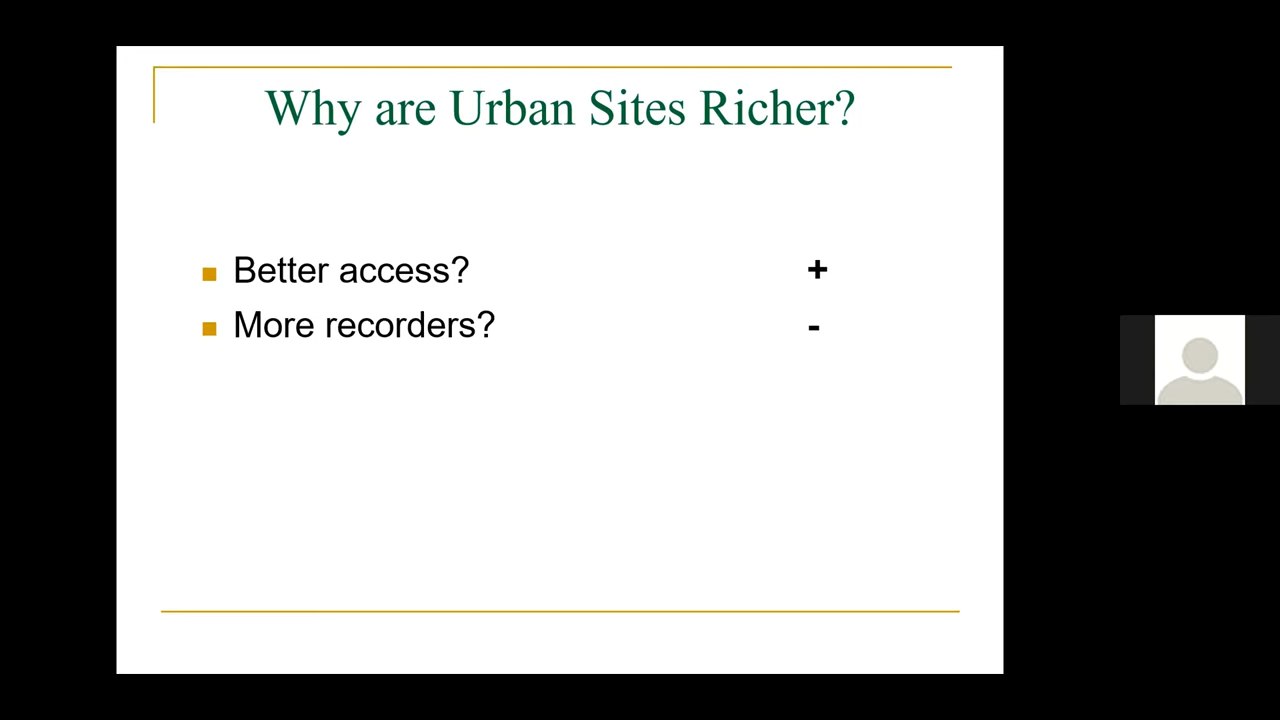 Why are Urban Sites Richer?
Better access? +
More recorders? -